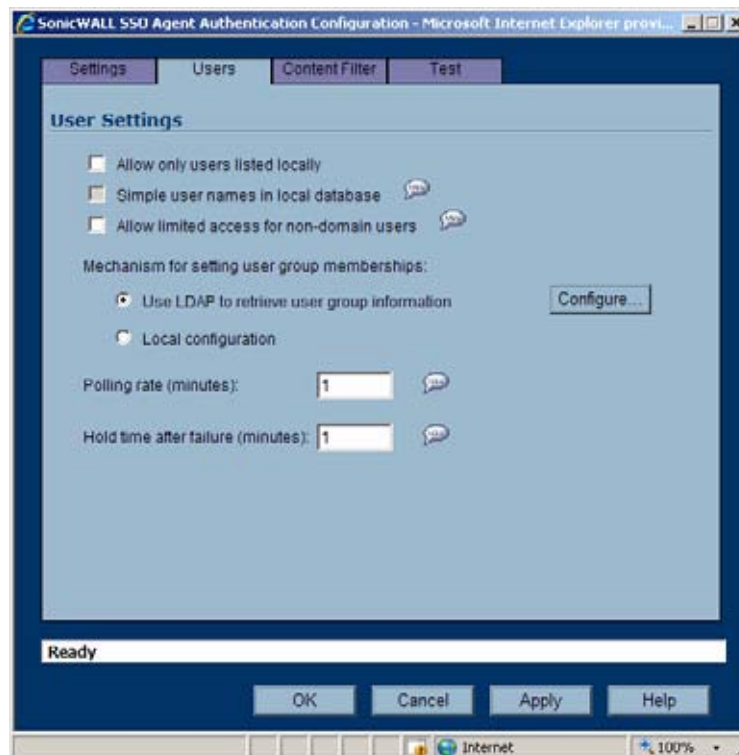 SonicWALL SSO Agent Authentication Configuration - Microsoft Internet Explorer provi...
Settings Users Content Filter Test
User Settings
Allow only users listed locally
Simple user names in local database
Allow limited access for non-domain users
Mechanism for setting user group memberships:
Use LDAP to retrieve user group information Configure...
Local configuration
Polling rate (minutes): 1
Hold time after failure (minutes): 1
Ready
OK Cancel Apply Help
Internet 100%